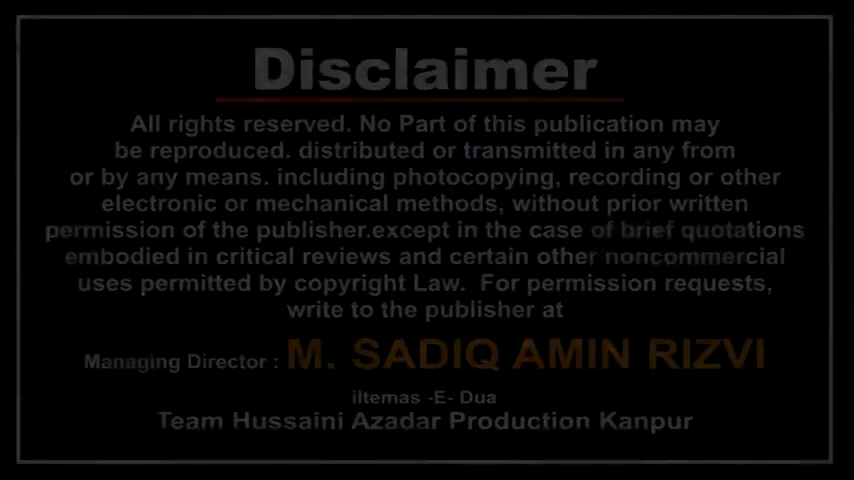 Disclaimer
All rights reserved. No Part of this publication may
be reproduced. distributed or transmitted in any from
or by any means. including photocopying, recording or other
electronic or mechanical methods, without prior written
permission of the publisher.except in the case of brief quotations
embodied in critical reviews and certain other noncommercial
uses permitted by copyright Law. For permission requests,
write to the publisher at
Managing Director : M. SADIQ AMIN RIZVI
iltemas -E- Dua
Team Hussaini Azadar Production Kanpur